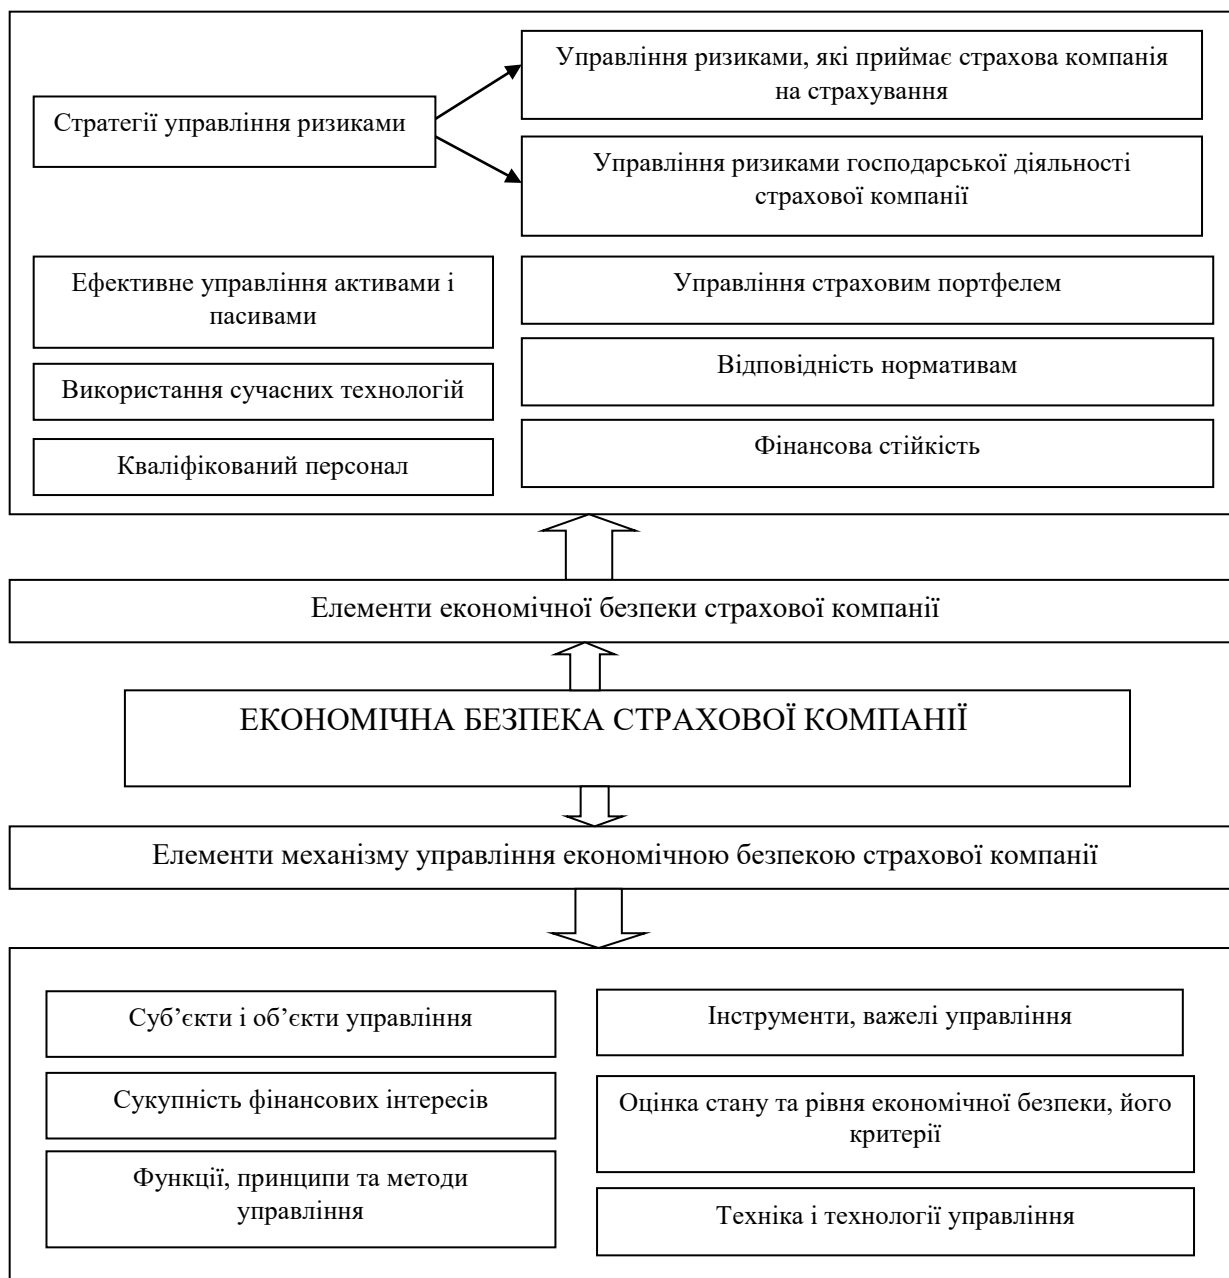 Управління ризиками, які приймає страхова компанія
на страхування
Стратегії управління ризиками
Управління ризиками господарської діяльності
страхової компанії
Ефективне управління активами і
пасивами
Управління страховим портфелем
Використання сучасних технологій
Відповідність нормативам
Кваліфікований персонал
Фінансова стійкість
Елементи економічної безпеки страхової компанії
ЕКОНОМІЧНА БЕЗПЕКА СТРАХОВОЇ КОМПАНІЇ
Елементи механізму управління економічною безпекою страхової компанії
Суб’єкти і об’єкти управління
Інструменти, важелі управління
Сукупність фінансових інтересів
Оцінка стану та рівня економічної безпеки, його
критерії
Функції, принципи та методи
управління
Техніка і технології управління